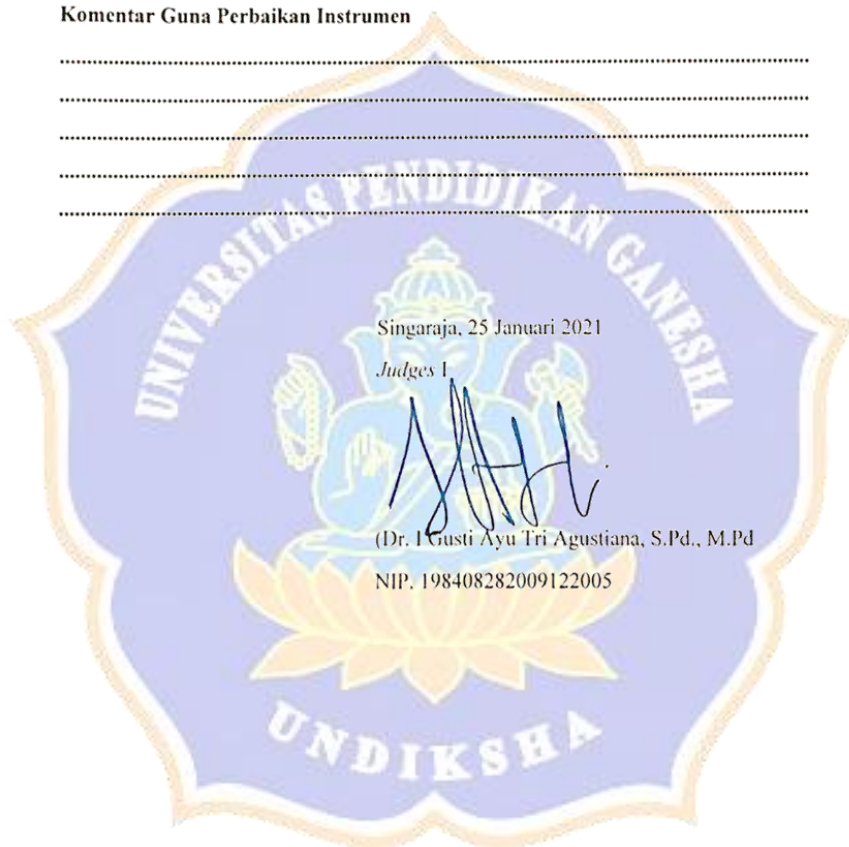 Komentar Guna Perbaikan Instrumen
................................................................................
................................................................................
................................................................................
................................................................................
................................................................................
UNIVERSITAS PENDIDIKAN GANESHA
Singaraja, 25 Januari 2021
Judges I
(Dr. I Gusti Ayu Tri Agustiana, S.Pd., M.Pd
NIP. 198408282009122005
UNDIKSHA